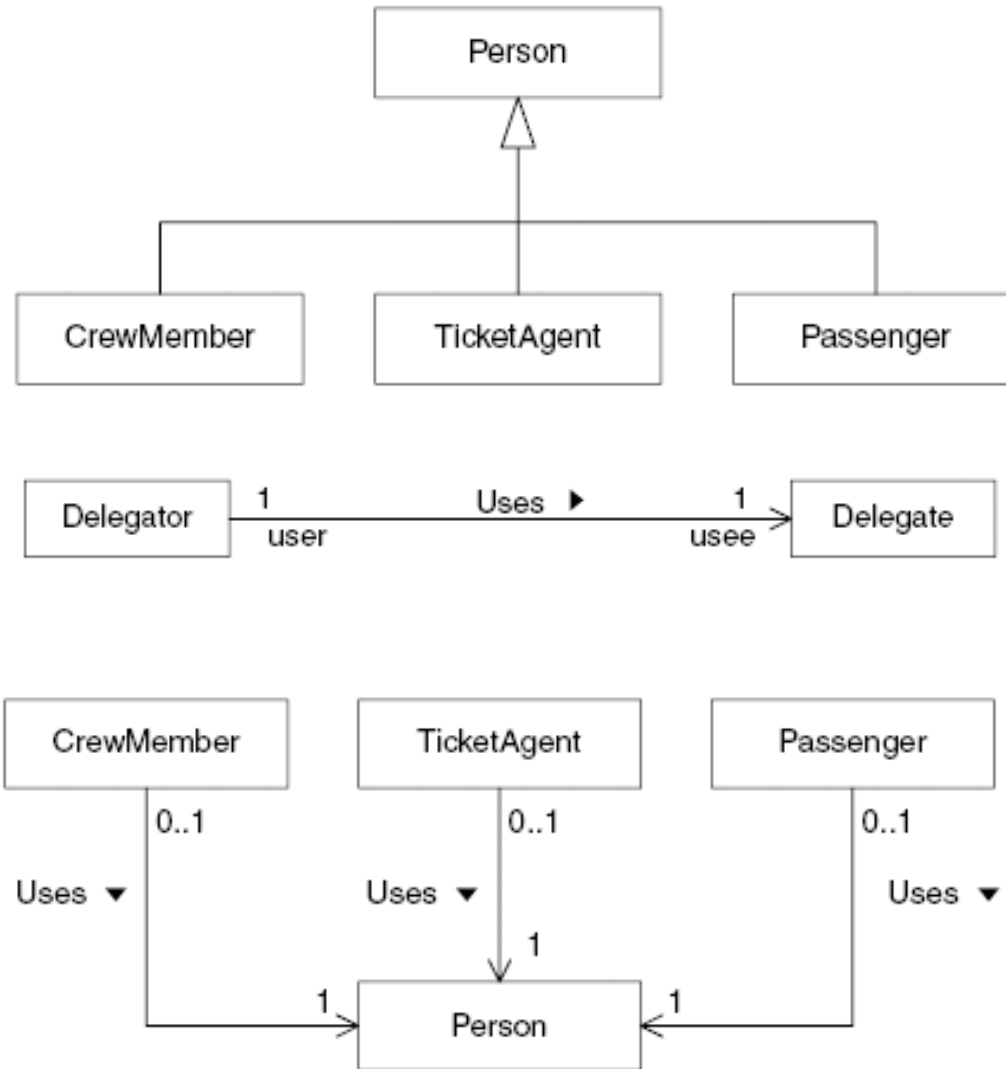 Person
CrewMember
TicketAgent
Passenger
Delegator
1
Uses
1
Delegate
user
usee
CrewMember
TicketAgent
Passenger
0..1
0..1
0..1
Uses
Uses
Uses
1
1
1
Person